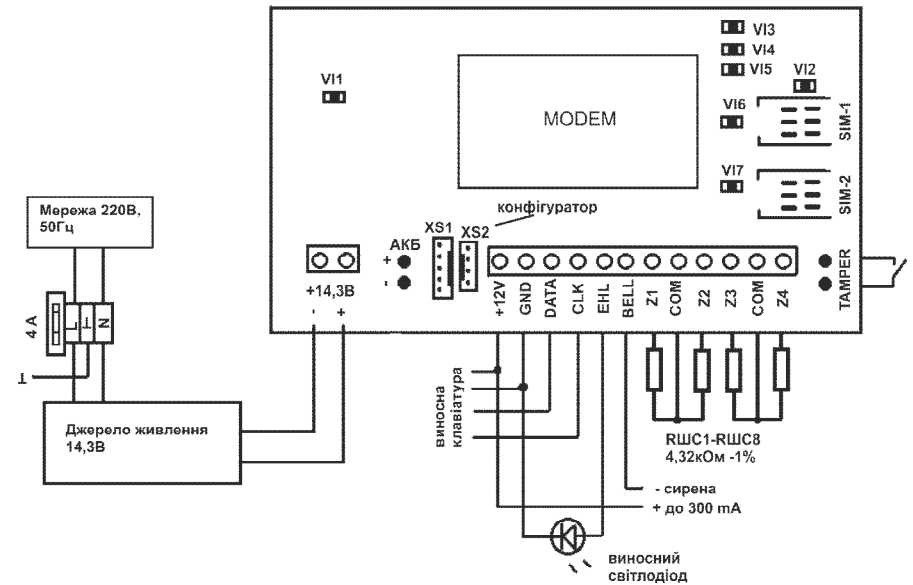 VI3
VI4
VI5
VI2
VI1
VI6
MODEM
SIM-1
VI7
SIM-2
Мережа 220В,
50Гц
конфігуратор
XS1
XS2
АКБ
+
-
+14,3В
- +
+12V
GND
DATA
CLK
EHL
BELL
Z1
COM
Z2
Z3
COM
Z4
TAMPER
4 А
L
N
виносна
клавіатура
Джерело живлення
14,3В
RШС1-RШС8
4,32кОм -1%
- сирена
+ до 300 mA
виносний
світлодіод